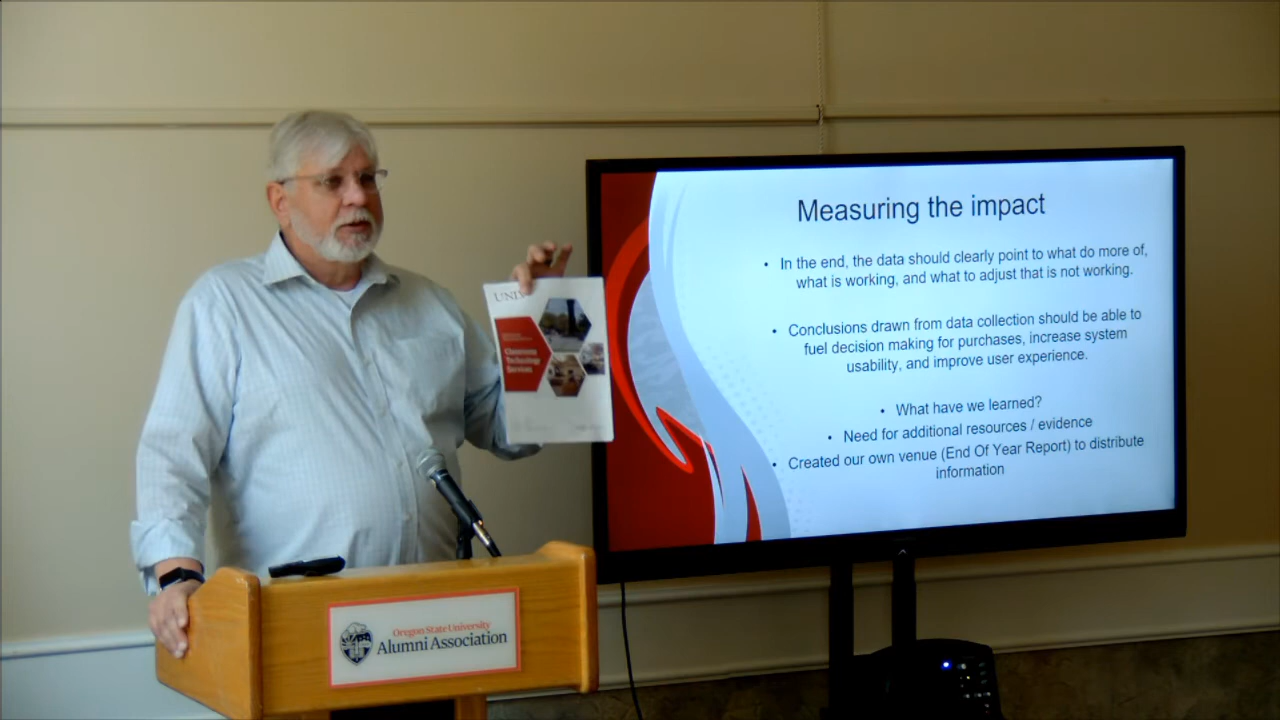 Measuring the impact
• In the end, the data should clearly point to what do more of,
what is working, and what to adjust that is not working.
• Conclusions drawn from data collection should be able to
fuel decision making for purchases, increase system
usability, and improve user experience.
• What have we learned?
• Need for additional resources / evidence
• Created our own venue (End Of Year Report) to distribute
information
UNLV
Classroom
Technology
Services
Oregon State University
Alumni Association